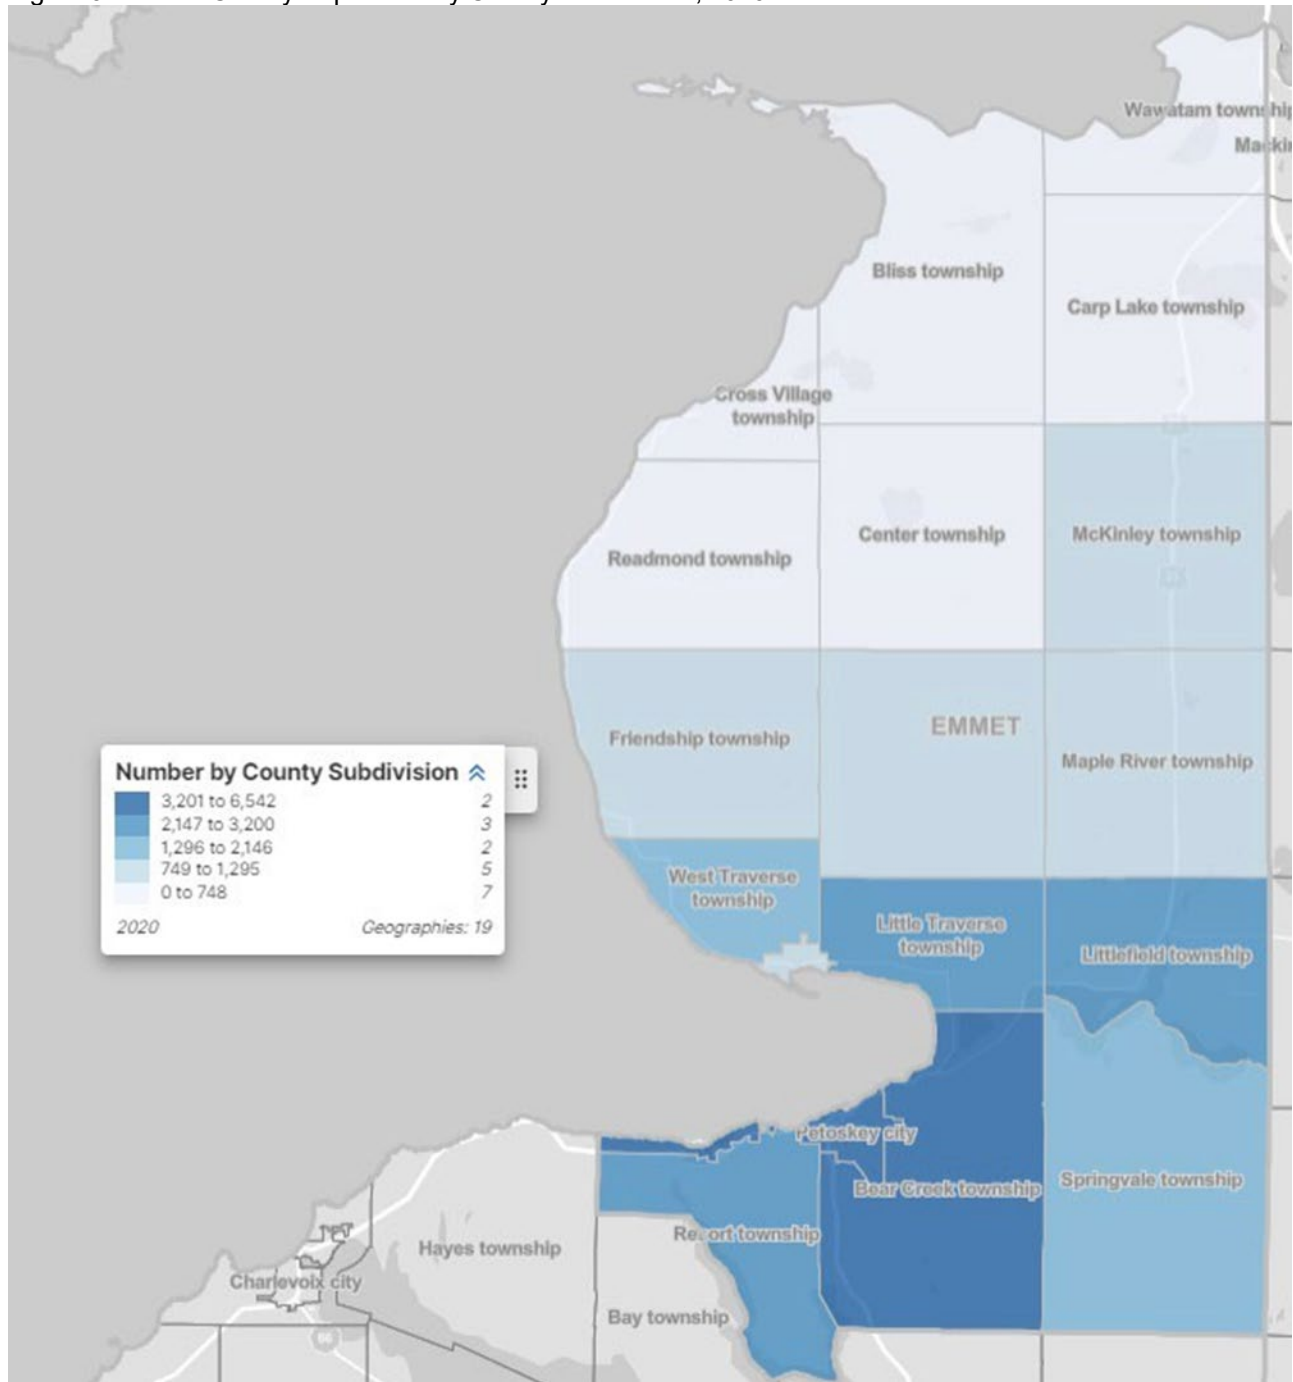 Wawatam township
Bliss township
Carp Lake township
Cross Village
township
Center township
McKinley township
Readmond township
EMMET
Friendship township
Maple River township
Number by County Subdivision
3,201 to 6,542 2
2,147 to 3,200 3
1,296 to 2,146 2
749 to 1,295 5
0 to 748 7
2020 Geographies: 19
West Traverse
township
Little Traverse
township
Littlefield township
Petoskey city
Bear Creek township
Springvale township
Resort township
Hayes township
Charlevoix city
Bay township